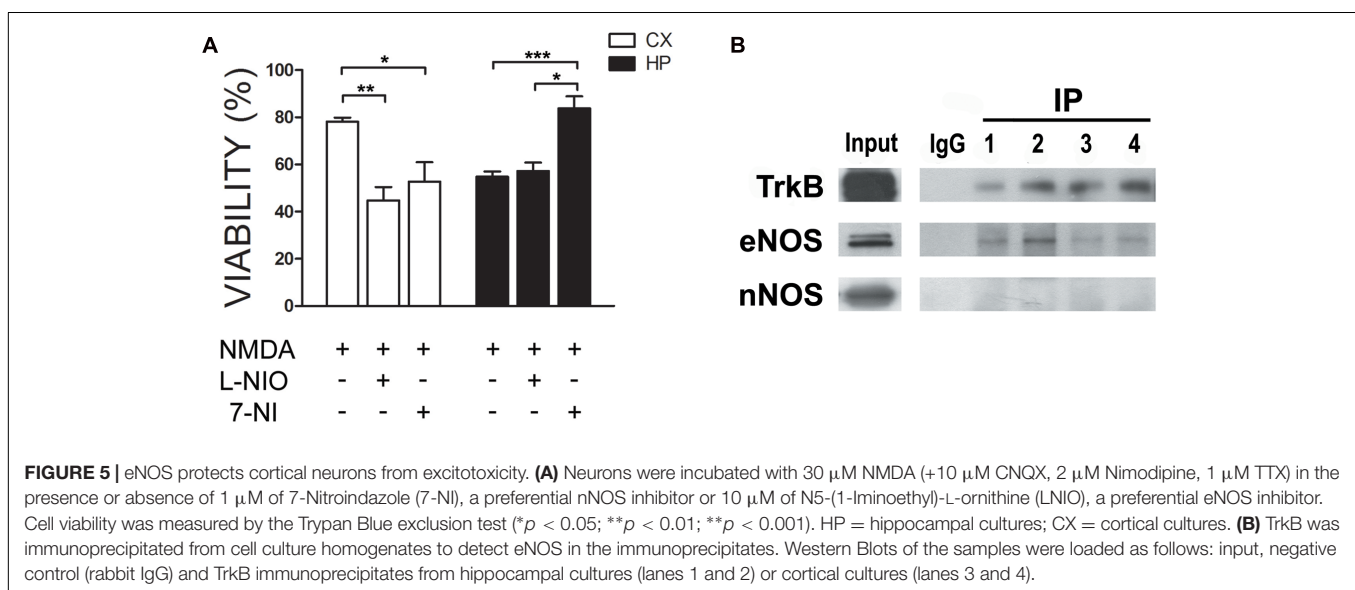 A
CX
HP
VIABILITY (%)
100
80
60
40
20
0
*
**
***
*
NMDA + + + + + +
L-NIO - + - - + -
7-NI - - + - - +
B
IP
Input IgG 1 2 3 4
TrkB
eNOS
nNOS
FIGURE 5 | eNOS protects cortical neurons from excitotoxicity. (A) Neurons were incubated with 30 μM NMDA (+10 μM CNQX, 2 μM Nimodipine, 1 μM TTX) in the
presence or absence of 1 μM of 7-Nitroindazole (7-NI), a preferential nNOS inhibitor or 10 μM of N5-(1-Iminoethyl)-L-ornithine (LNIO), a preferential eNOS inhibitor.
Cell viability was measured by the Trypan Blue exclusion test (*p < 0.05; **p < 0.01; **p < 0.001). HP = hippocampal cultures; CX = cortical cultures. (B) TrkB was
immunoprecipitated from cell culture homogenates to detect eNOS in the immunoprecipitates. Western Blots of the samples were loaded as follows: input, negative
control (rabbit IgG) and TrkB immunoprecipitates from hippocampal cultures (lanes 1 and 2) or cortical cultures (lanes 3 and 4).